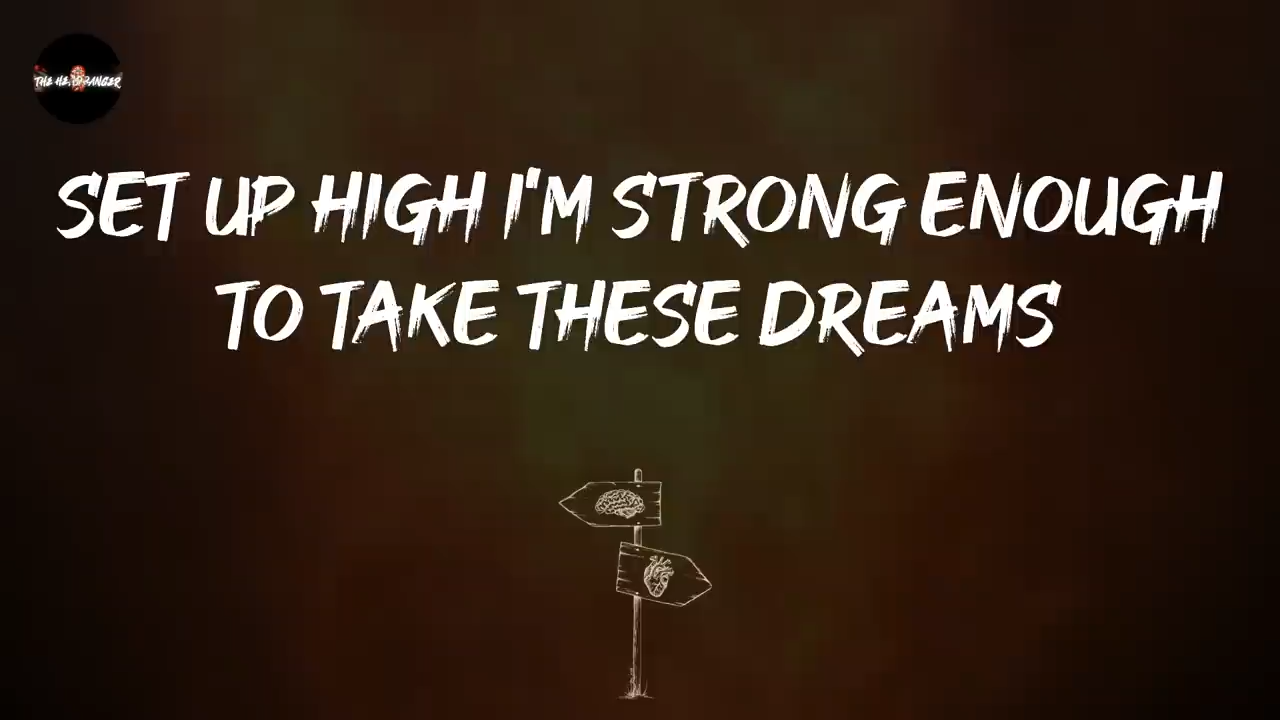 SET UP HIGH I'M STRONG ENOUGH
TO TAKE THESE DREAMS